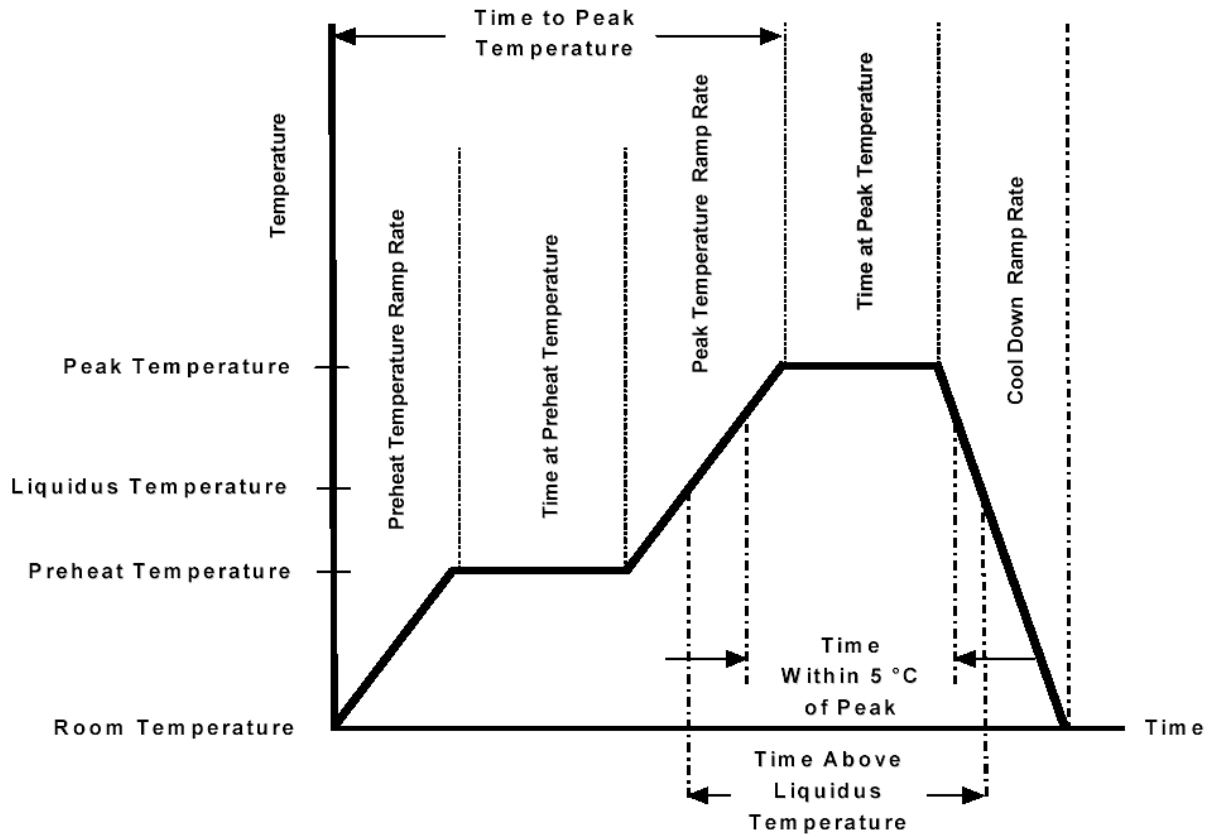 Time to Peak
Temperature
Temperature
Preheat Temperature Ramp Rate
Time at Preheat Temperature
Peak Temperature Ramp Rate
Time at Peak Temperature
Cool Down Ramp Rate
Peak Temperature
Liquidus Temperature
Preheat Temperature
Room Temperature
Time
Within 5 °C
of Peak
Time
Time Above
Liquidus
Temperature